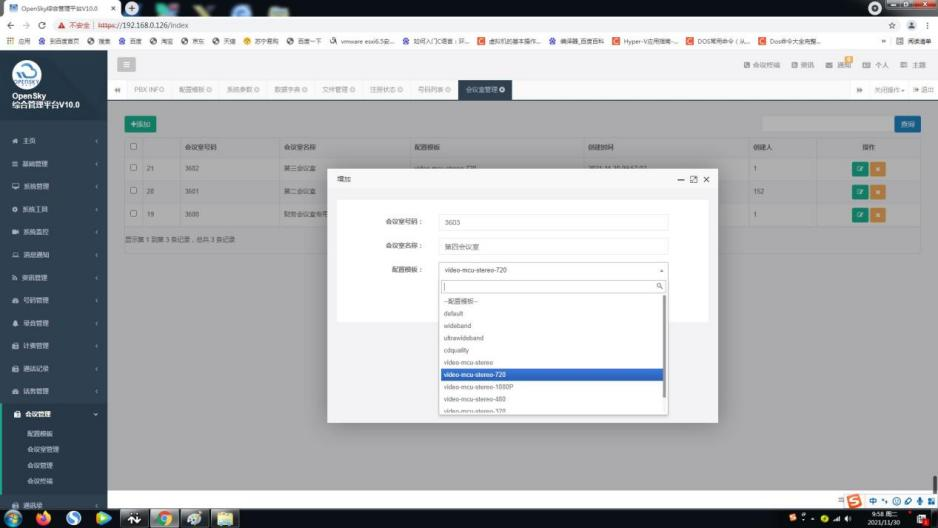 OpenSky综合管理平台V10.0
不安全 | https://192.168.0.126/index
应用 到百度首页 搜搜 百度 淘宝 京东 天猫 苏宁易购 百度一下 vmware esxi6.5安... 如何入门C语言：环... 虚拟机的基本操作... 编译器_百度百科 Hyper-V应用指南-... DOS常用命令（从... Dos命令大全完整... » 阅读清单
OPENSKY
OpenSky
综合管理平台V10.0
会议终端 资讯 通知 个人 主题
PBX INFO 配置模板 系统参数 数据字典 文件管理 注册状态 号码列表 会议室管理 关闭操作 退出
主页
基础管理
系统管理
系统工具
系统监控
消息通知
资讯管理
号码管理
录音管理
计费管理
通话记录
话务管理
会议管理
配置模板
会议室管理
会议管理
会议终端
通讯录
+添加 查询
会议室号码 会议室名称 配置模板 创建时间 创建人 操作
21 3602 第三会议室 1
20 3601 第二会议室 152
19 3600 财务会议室专用 1
显示第 1 到第 3 条记录，总共 3 条记录
增加
会议室号码： 3603
会议室名称： 第四会议室
配置模板： video-mcu-stereo-720
--配置模板--
default
wideband
ultrawideband
cdquality
video-mcu-stereo
video-mcu-stereo-720
video-mcu-stereo-1080P
video-mcu-stereo-480
video-mcu-stereo-320
中
9:58 周二
2021/11/30